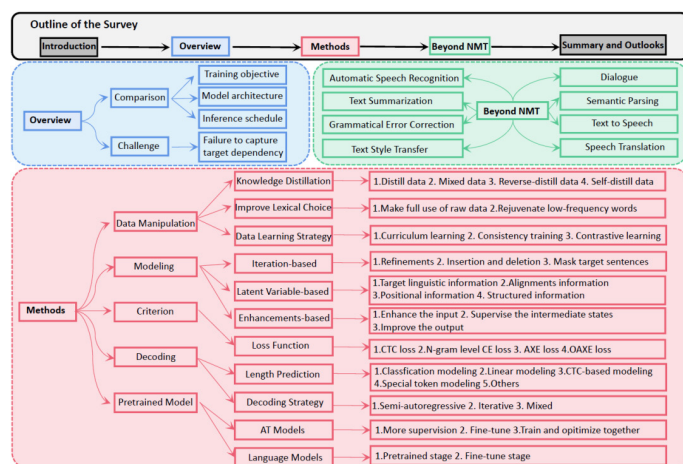 Outline of the Survey
Introduction
Overview
Methods
Beyond NMT
Summary and Outlooks
Overview
Comparison
Training objective
Model architecture
Inference schedule
Challenge
Failure to capture
target dependency
Automatic Speech Recognition
Text Summarization
Grammatical Error Correction
Text Style Transfer
Beyond NMT
Dialogue
Semantic Parsing
Text to Speech
Speech Translation
Methods
Data Manipulation
Knowledge Distillation
1.Distill data 2. Mixed data 3. Reverse-distill data 4. Self-distill data
Improve Lexical Choice
1.Make full use of raw data 2.Rejuvenate low-frequency words
Data Learning Strategy
1.Curriculum learning 2. Consistency training 3. Contrastive learning
Modeling
Iteration-based
1.Refinements 2. Insertion and deletion 3. Mask target sentences
Latent Variable-based
1.Target linguistic information 2.Alignments information
3.Positional information 4. Structured information
Enhancements-based
1.Enhance the input 2. Supervise the intermediate states
3.Improve the output
Criterion
Loss Function
1.CTC loss 2.N-gram level CE loss 3. AXE loss 4.OAXE loss
Decoding
Length Prediction
1.Classfication modeling 2.Linear modeling 3.CTC-based modeling
4.Special token modeling 5.Others
Decoding Strategy
1.Semi-autoregressive 2. Iterative 3. Mixed
Pretrained Model
AT Models
1.More supervision 2. Fine-tune 3.Train and opitimize together
Language Models
1.Pretrained stage 2. Fine-tune stage